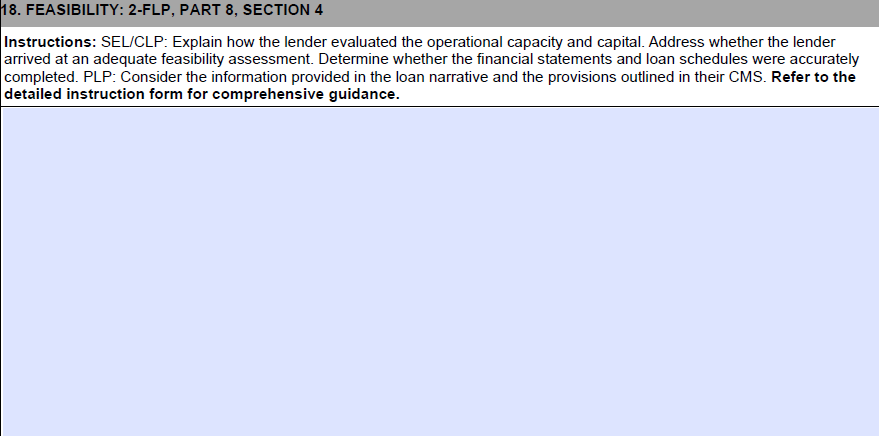 18. FEASIBILITY: 2-FLP, PART 8, SECTION 4
Instructions: SEL/CLP: Explain how the lender evaluated the operational capacity and capital. Address whether the lender
arrived at an adequate feasibility assessment. Determine whether the financial statements and loan schedules were accurately
completed. PLP: Consider the information provided in the loan narrative and the provisions outlined in their CMS. Refer to the
detailed instruction form for comprehensive guidance.